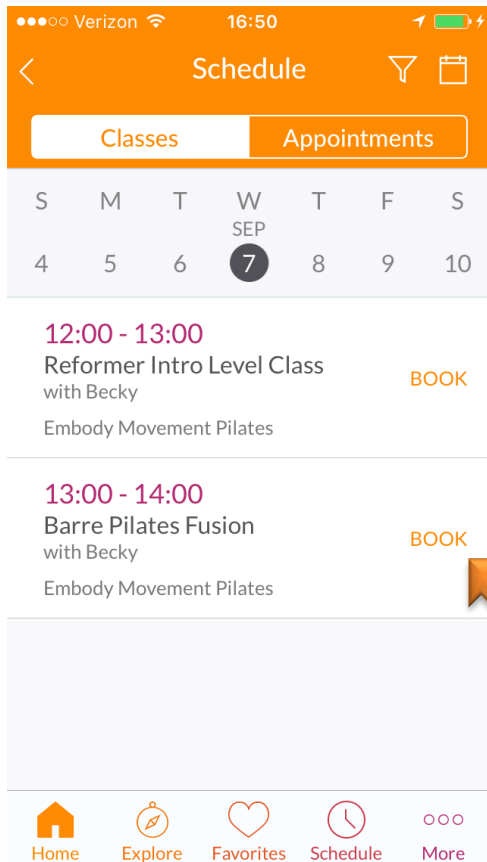 Verizon 16:50
Schedule
Classes Appointments
S M T W T F S
SEP
4 5 6 7 8 9 10
12:00 - 13:00
Reformer Intro Level Class
BOOK
with Becky
Embody Movement Pilates
13:00 - 14:00
Barre Pilates Fusion
BOOK
with Becky
Embody Movement Pilates
Home Explore Favorites Schedule More